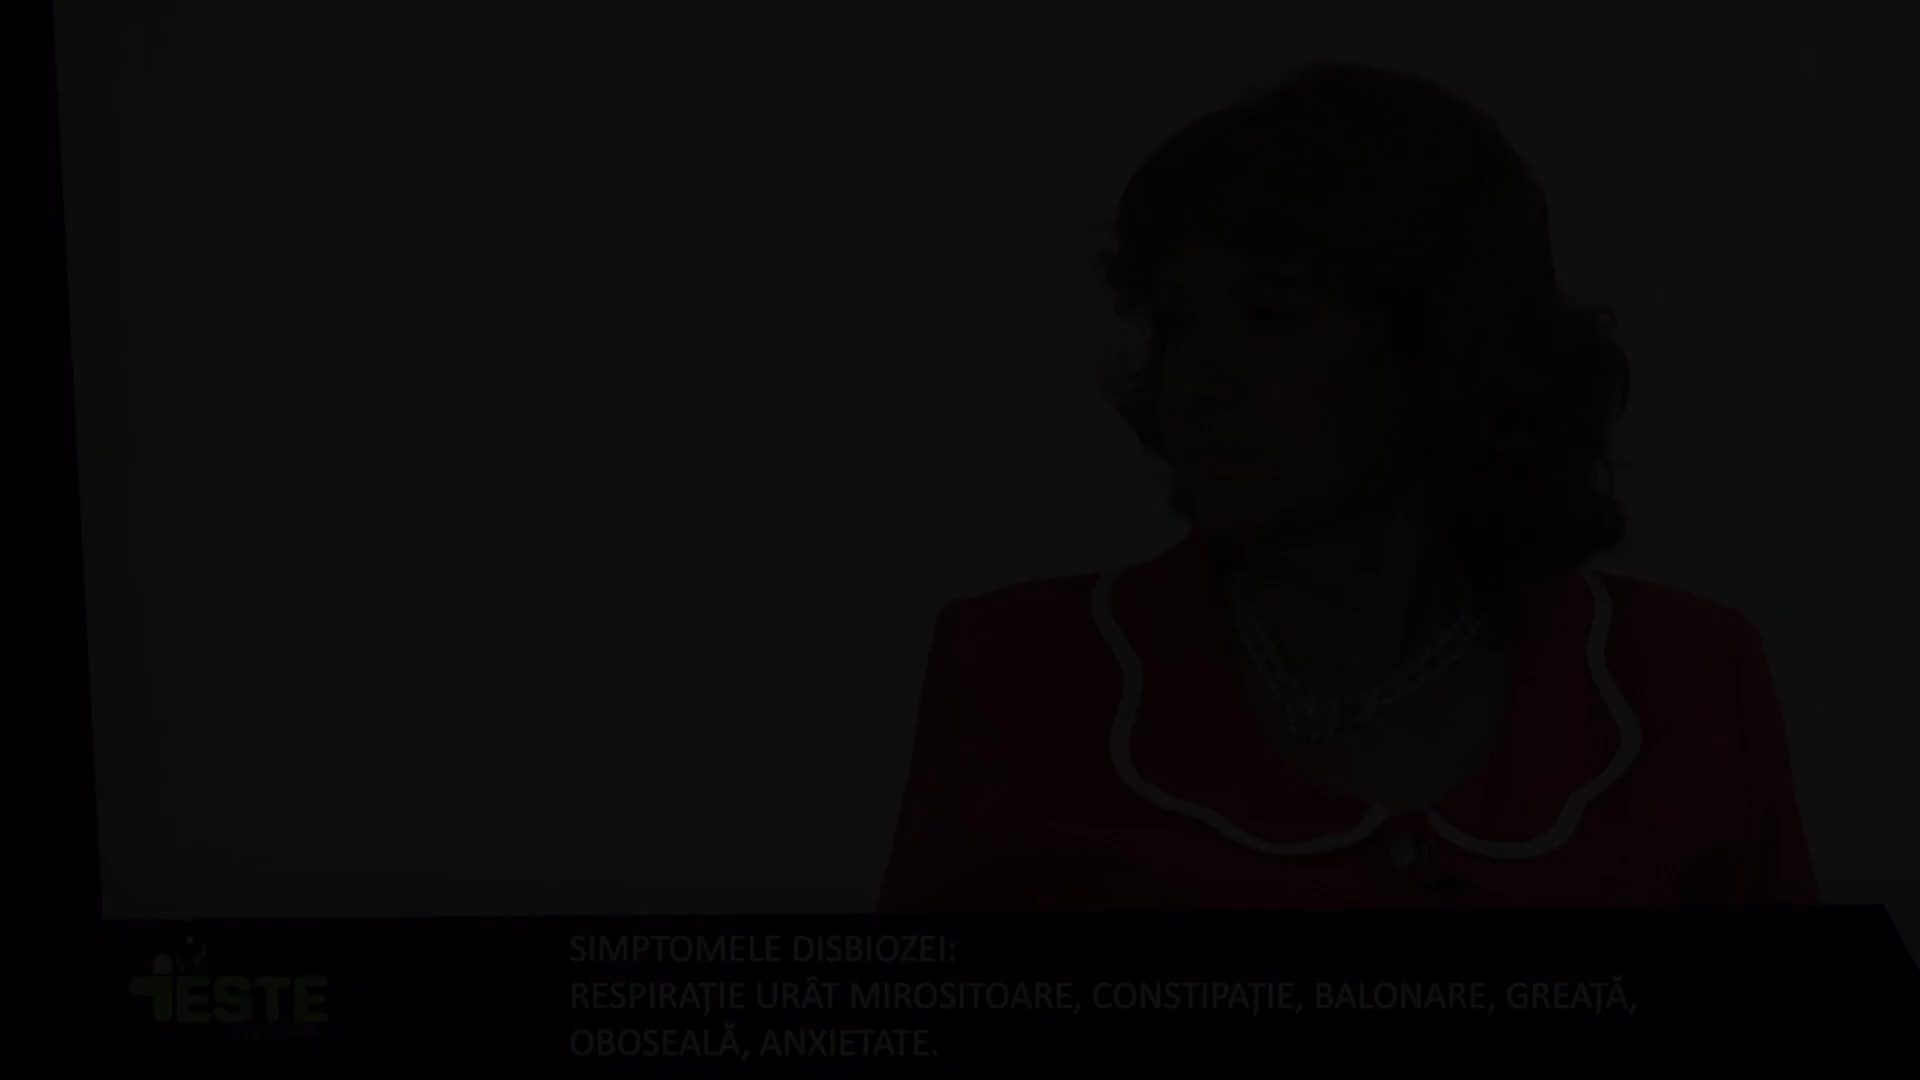 SIMPTOMELE DISBIOZEI:
RESPIRAȚIE URÂT MIROSITOARE, CONSTIPAȚIE, BALONARE, GREAȚĂ,
OBOSEALĂ, ANXIETATE.
ESTE